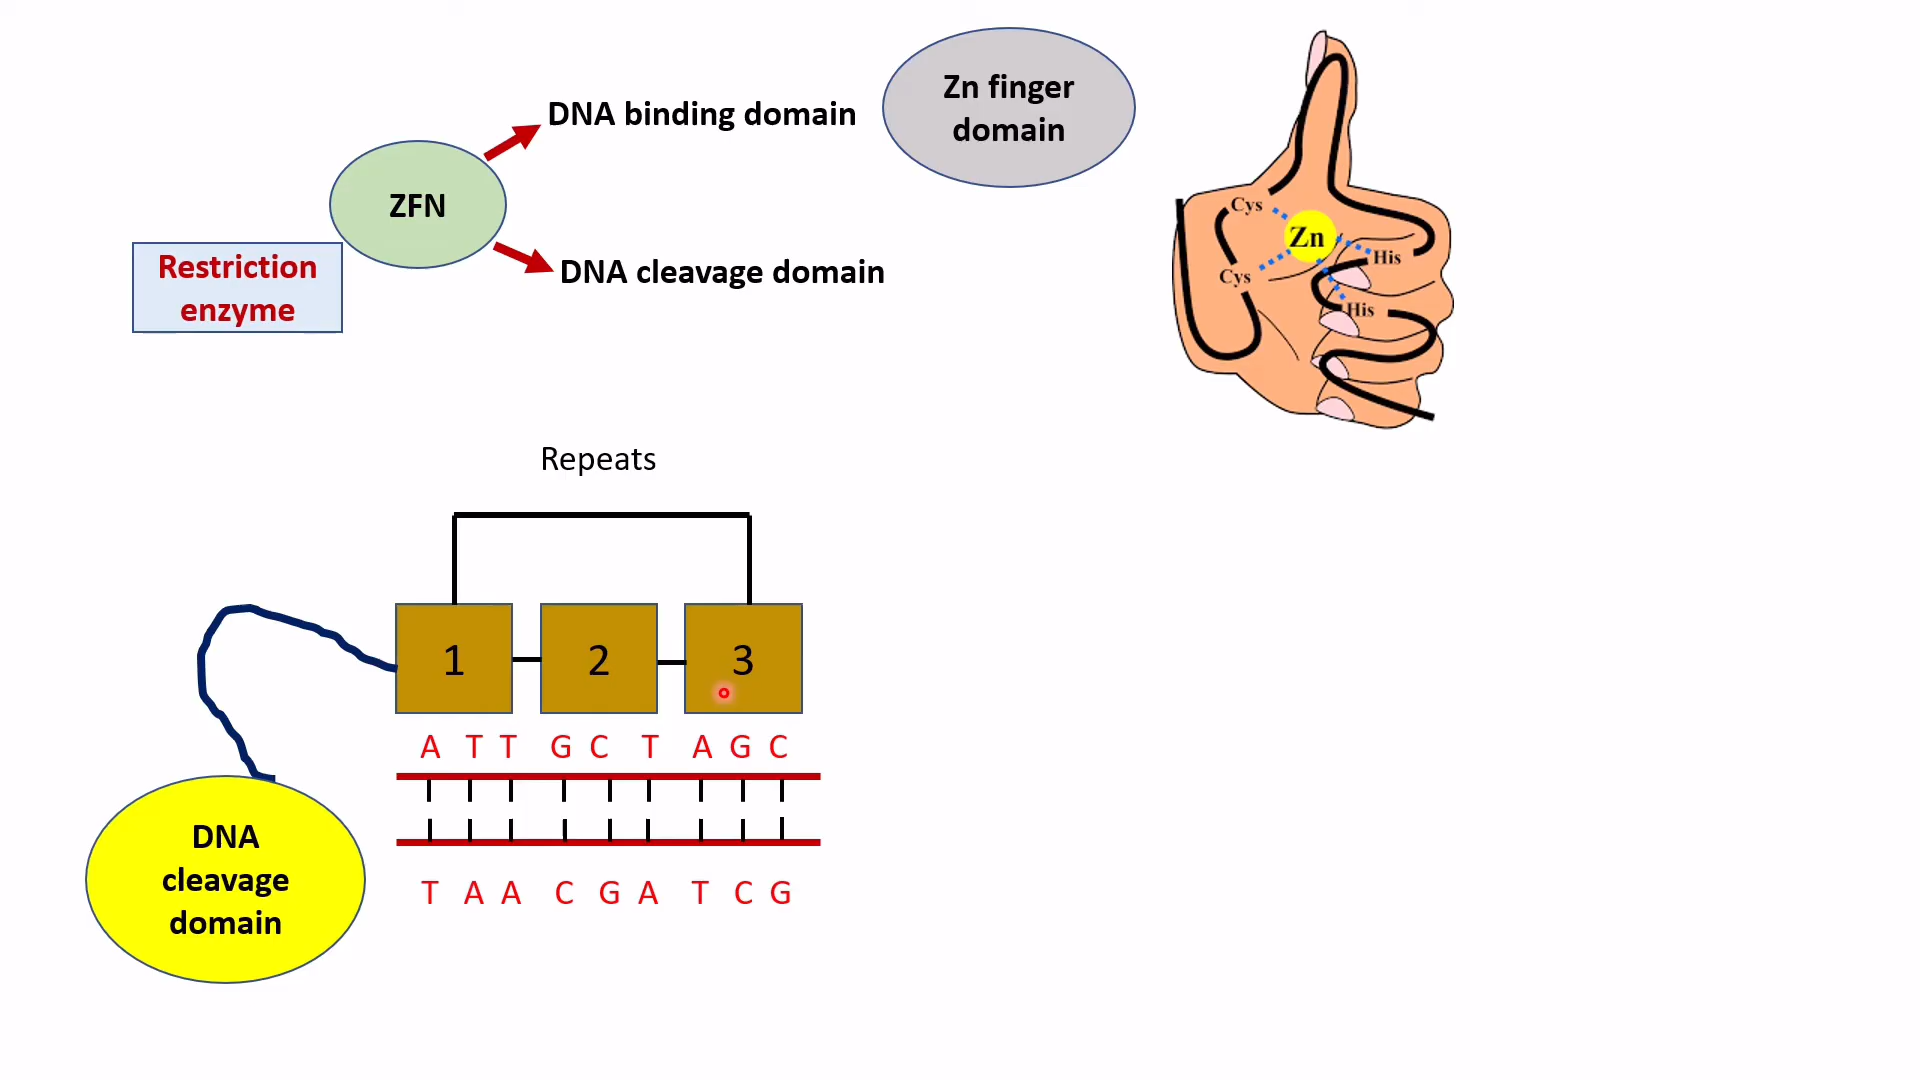 Zn finger
domain
DNA binding domain
ZFN
Restriction
enzyme
DNA cleavage domain
Cys
Zn
His
Cys
His
Repeats
1 2 3
A T T G C T A G C
T A A C G A T C G
DNA
cleavage
domain